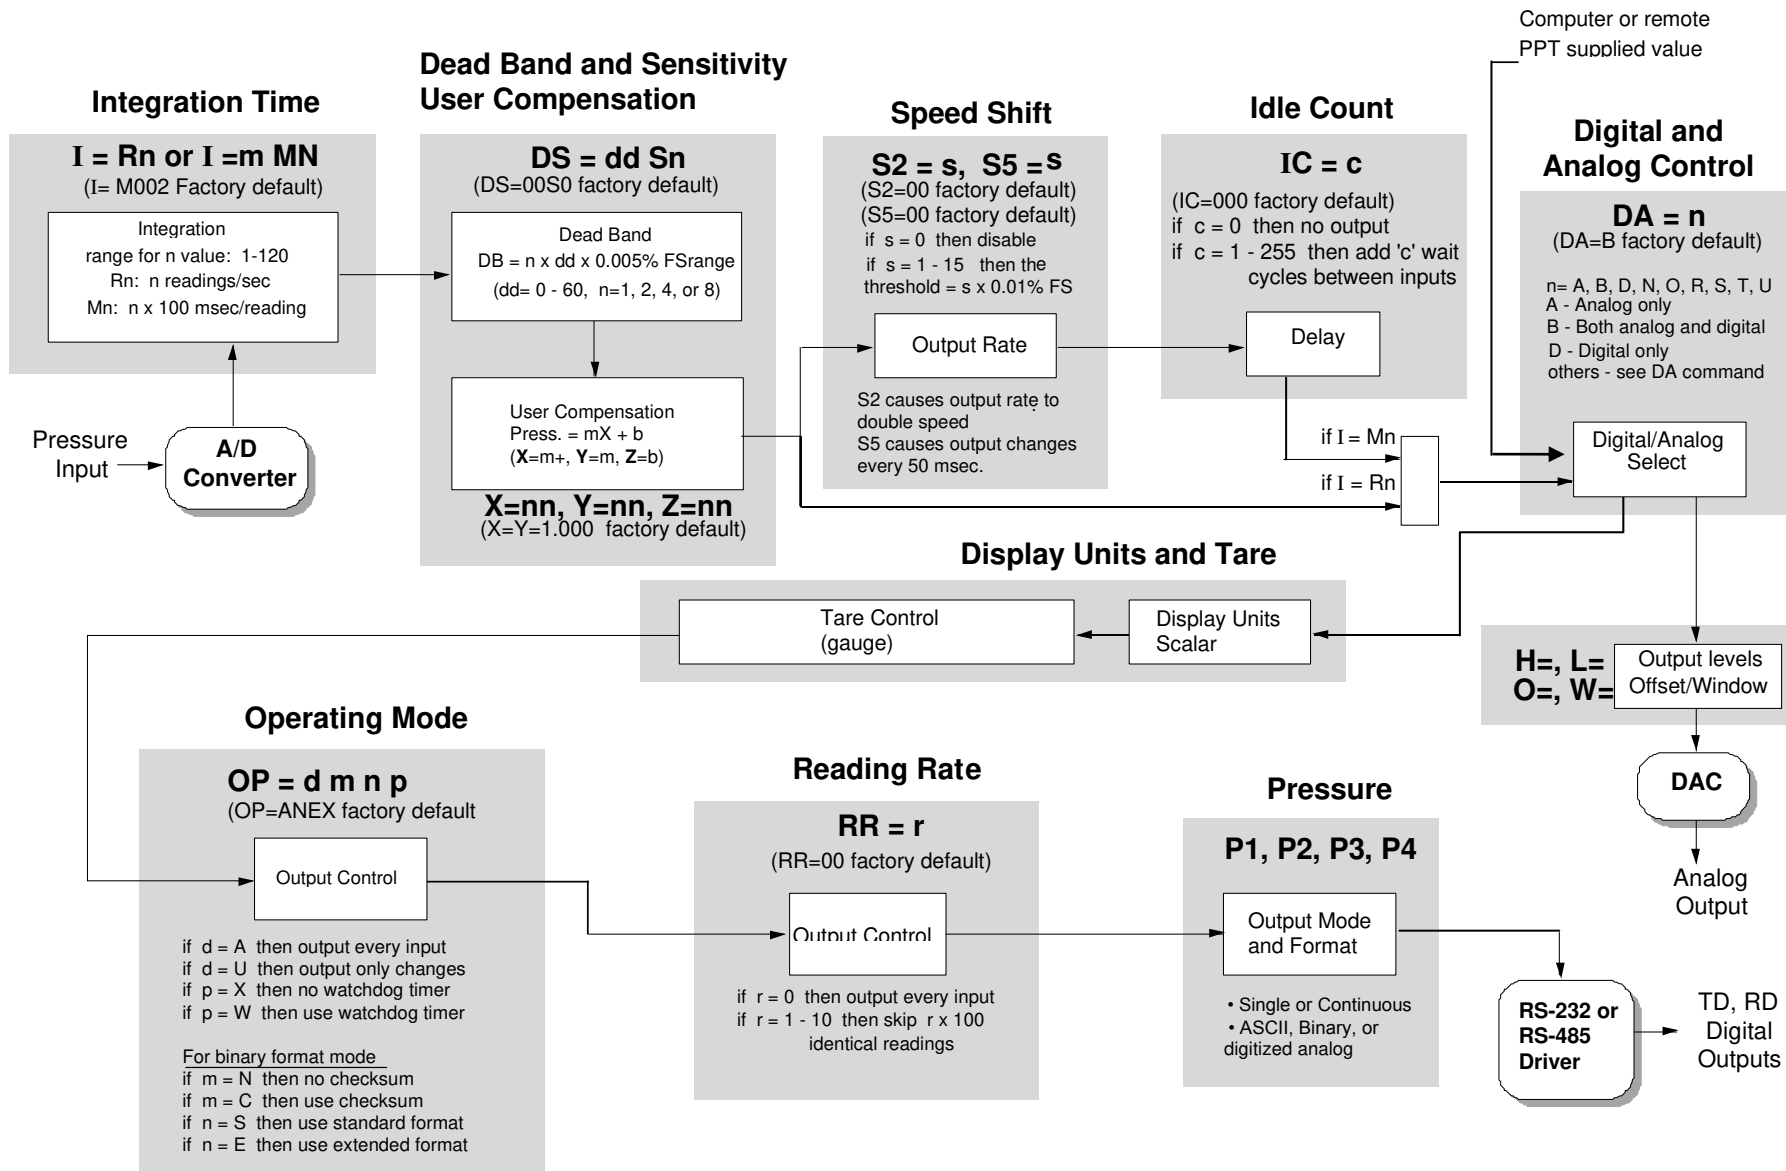 Computer or remote
PPT supplied value
Integration Time
I = Rn or I =m MN
(I= M002 Factory default)
Integration
range for n value: 1-120
Rn: n readings/sec
Mn: n x 100 msec/reading
Pressure
Input
A/D
Converter
Dead Band and Sensitivity
User Compensation
DS = dd Sn
(DS=00S0 factory default)
Dead Band
DB = n x dd x 0.005% FSrange
(dd= 0 - 60, n=1, 2, 4, or 8)
User Compensation
Press. = mX + b
(X=m+, Y=m, Z=b)
X=nn, Y=nn, Z=nn
(X=Y=1.000 factory default)
Speed Shift
S2 = s, S5 = s
(S2=00 factory default)
(S5=00 factory default)
if s = 0 then disable
if s = 1 - 15 then the
threshold = s x 0.01% FS
Output Rate
S2 causes output rate to
double speed
S5 causes output changes
every 50 msec.
Idle Count
IC = c
(IC=000 factory default)
if c = 0 then no output
if c = 1 - 255 then add 'c' wait
cycles between inputs
Delay
if I = Mn
if I = Rn
Digital and
Analog Control
DA = n
(DA=B factory default)
n= A, B, D, N, O, R, S, T, U
A - Analog only
B - Both analog and digital
D - Digital only
others - see DA command
Digital/Analog
Select
Display Units and Tare
Tare Control
(gauge)
Display Units
Scalar
H=, L=
O=, W=
Output levels
Offset/Window
DAC
Analog
Output
Operating Mode
OP = d m n p
(OP=ANEX factory default
Output Control
if d = A then output every input
if d = U then output only changes
if p = X then no watchdog timer
if p = W then use watchdog timer
For binary format mode
if m = N then no checksum
if m = C then use checksum
if n = S then use standard format
if n = E then use extended format
Reading Rate
RR = r
(RR=00 factory default)
Output Control
if r = 0 then output every input
if r = 1 - 10 then skip r x 100
identical readings
Pressure
P1, P2, P3, P4
Output Mode
and Format
• Single or Continuous
• ASCII, Binary, or
digitized analog
RS-232 or
RS-485
Driver
TD, RD
Digital
Outputs